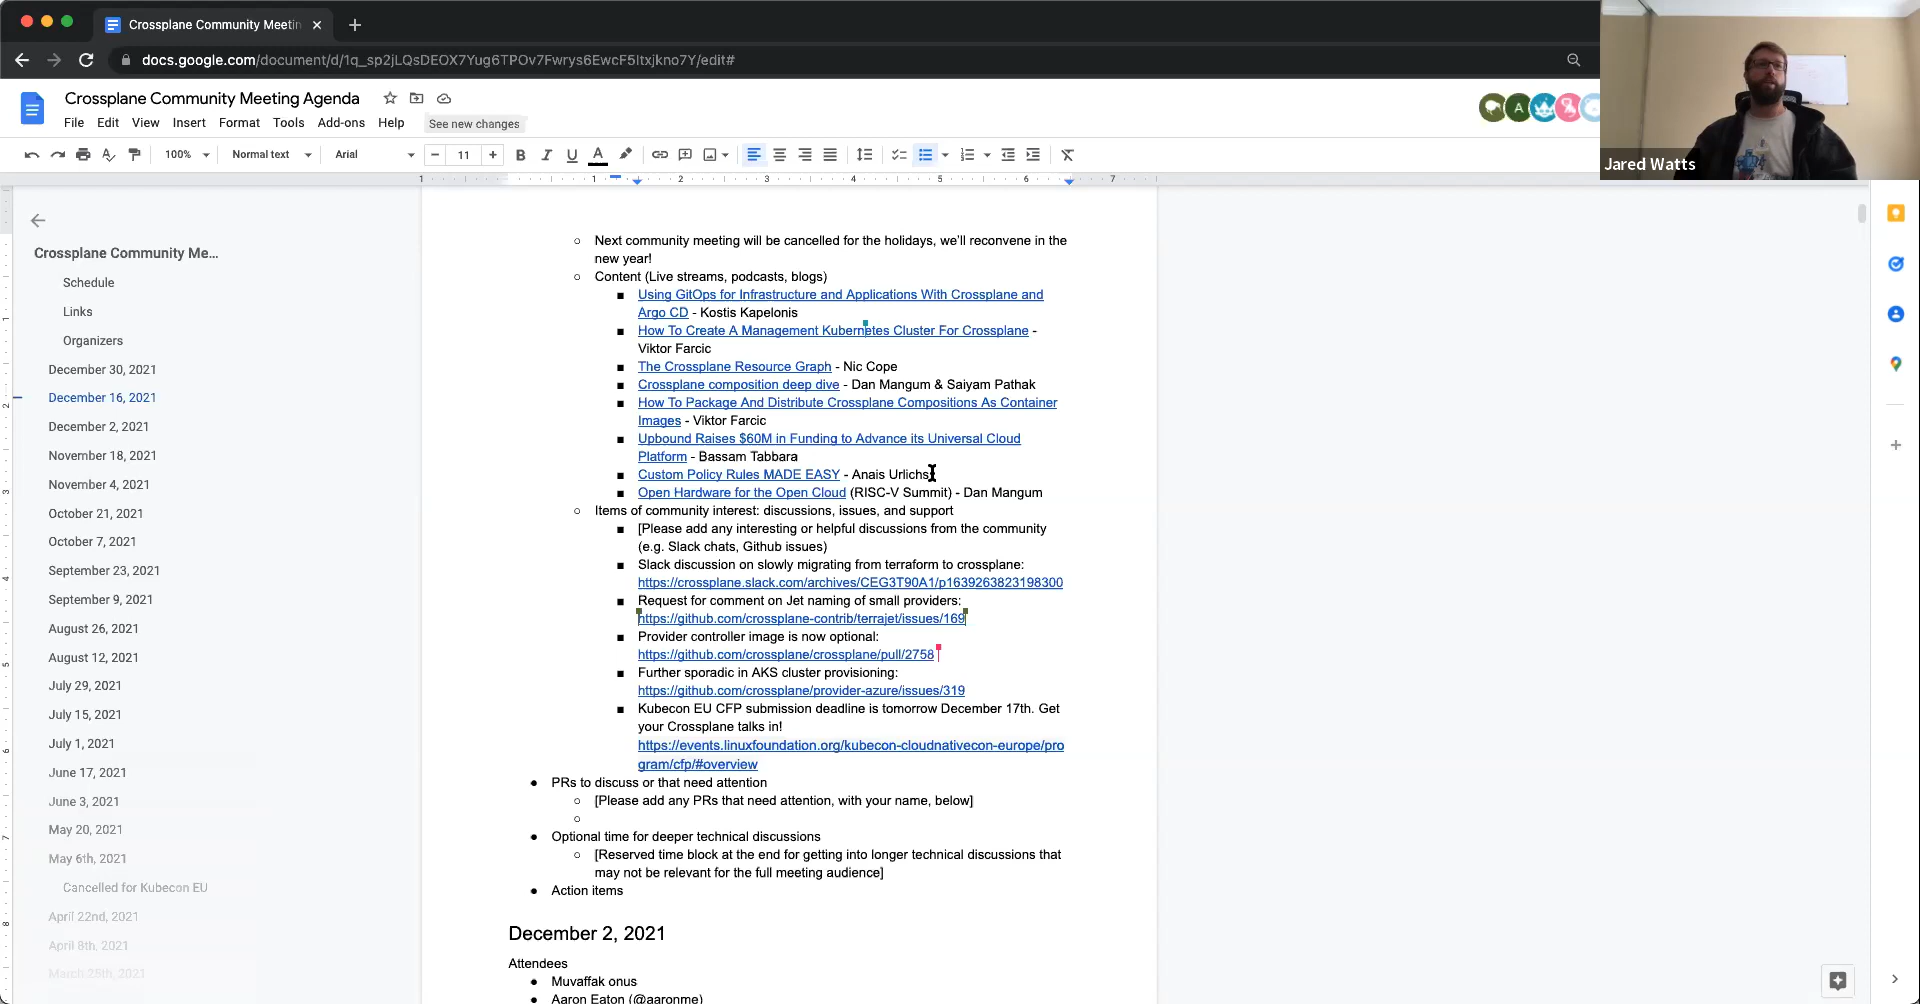 Crossplane Community Meetin
docs.google.com/document/d/1q_sp2jLQsDEOX7Yug6TPOv7Fwrys6EwcF5Itxjkno7Y/edit#
Crossplane Community Meeting Agenda
File Edit View Insert Format Tools Add-ons Help See new changes
A
100% Normal text Arial 11 B I U A
Jared Watts
1 1 2 3 4 5 6 7
Crossplane Community Me...
Schedule
Links
Organizers
December 30, 2021
December 16, 2021
December 2, 2021
November 18, 2021
November 4, 2021
October 21, 2021
October 7, 2021
September 23, 2021
September 9, 2021
August 26, 2021
August 12, 2021
July 29, 2021
July 15, 2021
July 1, 2021
June 17, 2021
June 3, 2021
May 20, 2021
May 6th, 2021
Cancelled for Kubecon EU
April 22nd, 2021
April 8th, 2021
March 25th, 2021
1
2
3
4
5
6
7
8
Next community meeting will be cancelled for the holidays, we'll reconvene in the
new year!
Content (Live streams, podcasts, blogs)
Using GitOps for Infrastructure and Applications With Crossplane and
Argo CD - Kostis Kapelonis
How To Create A Management Kubernetes Cluster For Crossplane -
Viktor Farcic
The Crossplane Resource Graph - Nic Cope
Crossplane composition deep dive - Dan Mangum & Saiyam Pathak
How To Package And Distribute Crossplane Compositions As Container
Images - Viktor Farcic
Upbound Raises $60M in Funding to Advance its Universal Cloud
Platform - Bassam Tabbara
Custom Policy Rules MADE EASY - Anais Urlichs
Open Hardware for the Open Cloud (RISC-V Summit) - Dan Mangum
Items of community interest: discussions, issues, and support
[Please add any interesting or helpful discussions from the community
(e.g. Slack chats, Github issues)
Slack discussion on slowly migrating from terraform to crossplane:
https://crossplane.slack.com/archives/CEG3T90A1/p1639263823198300
Request for comment on Jet naming of small providers:
https://github.com/crossplane-contrib/terrajet/issues/169
Provider controller image is now optional:
https://github.com/crossplane/crossplane/pull/2758
Further sporadic in AKS cluster provisioning:
https://github.com/crossplane/provider-azure/issues/319
Kubecon EU CFP submission deadline is tomorrow December 17th. Get
your Crossplane talks in!
https://events.linuxfoundation.org/kubecon-cloudnativecon-europe/pro
gram/cfp/#overview
PRs to discuss or that need attention
[Please add any PRs that need attention, with your name, below]
Optional time for deeper technical discussions
[Reserved time block at the end for getting into longer technical discussions that
may not be relevant for the full meeting audience]
Action items
December 2, 2021
Attendees
Muvaffak onus
Aaron Eaton (@aaronme)